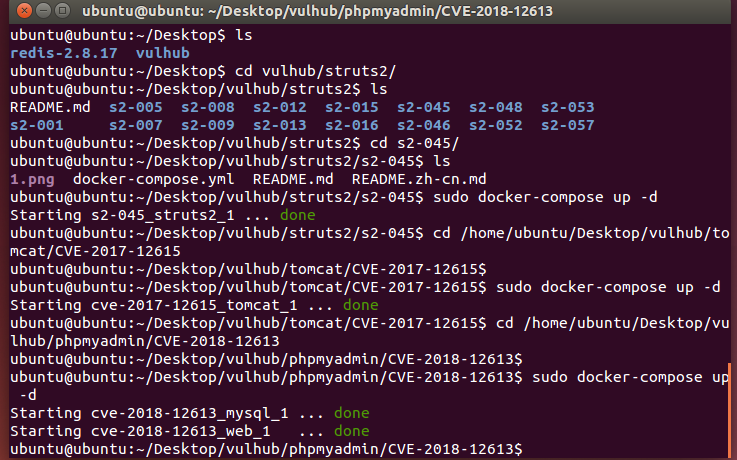 ubuntu@ubuntu: ~/Desktop/vulhub/phpmyadmin/CVE-2018-12613
ubuntu@ubuntu:~/Desktop$ ls
redis-2.8.17  vulhub
ubuntu@ubuntu:~/Desktop$ cd vulhub/struts2/
ubuntu@ubuntu:~/Desktop/vulhub/struts2$ ls
README.md  s2-005  s2-008  s2-012  s2-015  s2-045  s2-048  s2-053
s2-001     s2-007  s2-009  s2-013  s2-016  s2-046  s2-052  s2-057
ubuntu@ubuntu:~/Desktop/vulhub/struts2$ cd s2-045/
ubuntu@ubuntu:~/Desktop/vulhub/struts2/s2-045$ ls
1.png  docker-compose.yml  README.md  README.zh-cn.md
ubuntu@ubuntu:~/Desktop/vulhub/struts2/s2-045$ sudo docker-compose up -d
Starting s2-045_struts2_1 ... done
ubuntu@ubuntu:~/Desktop/vulhub/struts2/s2-045$ cd /home/ubuntu/Desktop/vulhub/to
mcat/CVE-2017-12615
ubuntu@ubuntu:~/Desktop/vulhub/tomcat/CVE-2017-12615$
ubuntu@ubuntu:~/Desktop/vulhub/tomcat/CVE-2017-12615$ sudo docker-compose up -d
Starting cve-2017-12615_tomcat_1 ... done
ubuntu@ubuntu:~/Desktop/vulhub/tomcat/CVE-2017-12615$ cd /home/ubuntu/Desktop/vu
lhub/phpmyadmin/CVE-2018-12613
ubuntu@ubuntu:~/Desktop/vulhub/phpmyadmin/CVE-2018-12613$
ubuntu@ubuntu:~/Desktop/vulhub/phpmyadmin/CVE-2018-12613$ sudo docker-compose up
 -d
Starting cve-2018-12613_mysql_1 ... done
Starting cve-2018-12613_web_1   ... done
ubuntu@ubuntu:~/Desktop/vulhub/phpmyadmin/CVE-2018-12613$